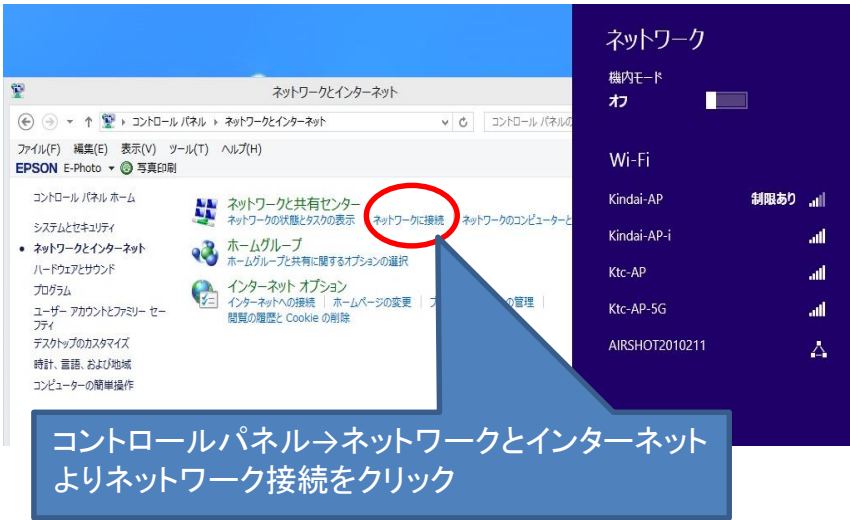 ネットワークとインターネット
コントロール パネル ▸ ネットワークとインターネット
コントロール パネルの
ファイル(F) 編集(E) 表示(V) ツール(T) ヘルプ(H)
EPSON E-Photo 写真印刷
コントロール パネル ホーム
システムとセキュリティ
ネットワークとインターネット
ハードウェアとサウンド
プログラム
ユーザー アカウントとファミリー セー
フティ
デスクトップのカスタマイズ
時計、言語、および地域
コンピューターの簡単操作
ネットワークと共有センター
ネットワークの状態とタスクの表示 ネットワークに接続 ネットワークのコンピューターと
ホームグループ
ホームグループと共有に関するオプションの選択
インターネット オプション
インターネットへの接続 ホームページの変更 の管理
閲覧の履歴と Cookie の削除
ネットワーク
機内モード
オフ
Wi-Fi
Kindai-AP 制限あり
Kindai-AP-i
Ktc-AP
Ktc-AP-5G
AIRSHOT2010211
コントロールパネル→ネットワークとインターネット
よりネットワーク接続をクリック